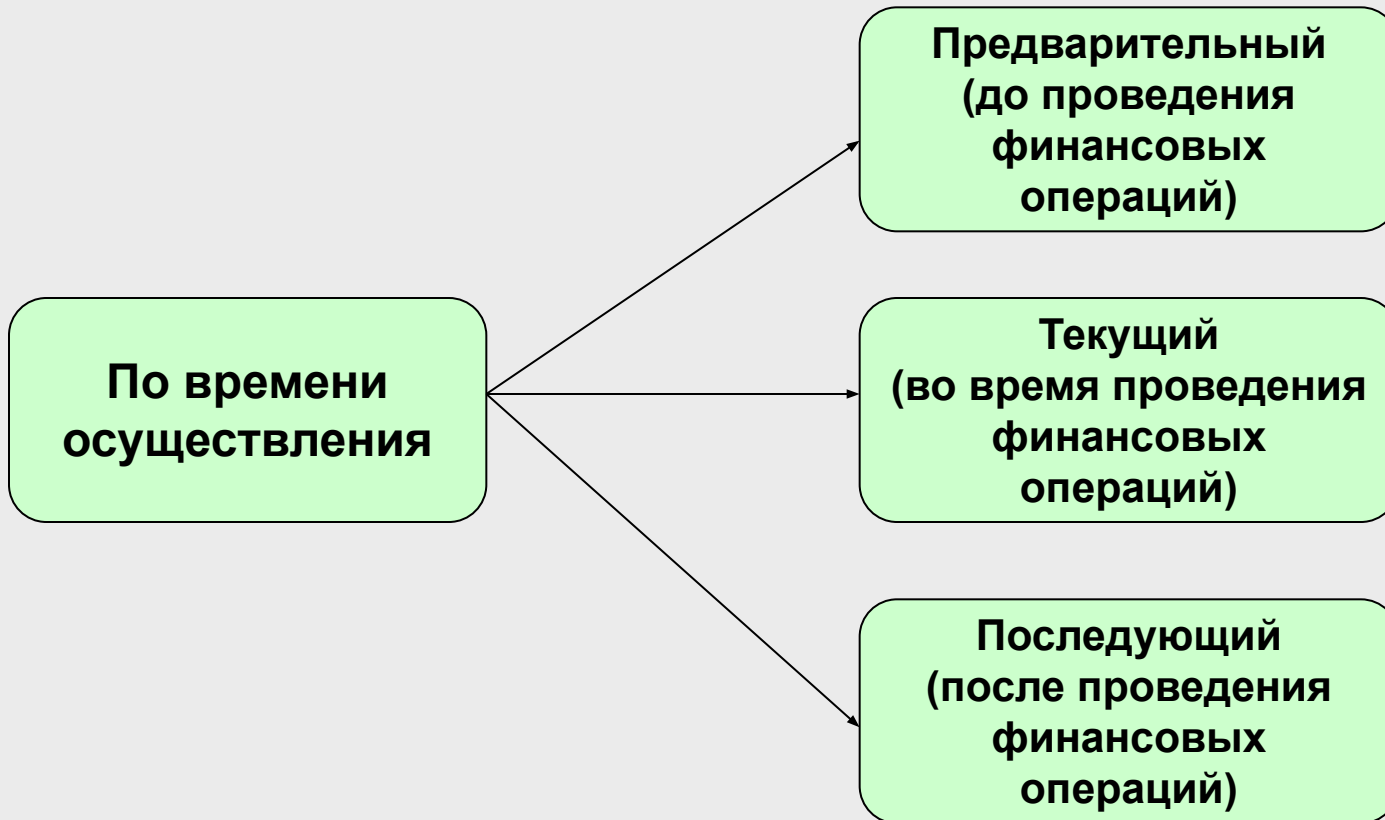 Предварительный
(до проведения
финансовых
операций)
По времени
осуществления
Текущий
(во время проведения
финансовых
операций)
Последующий
(после проведения
финансовых
операций)